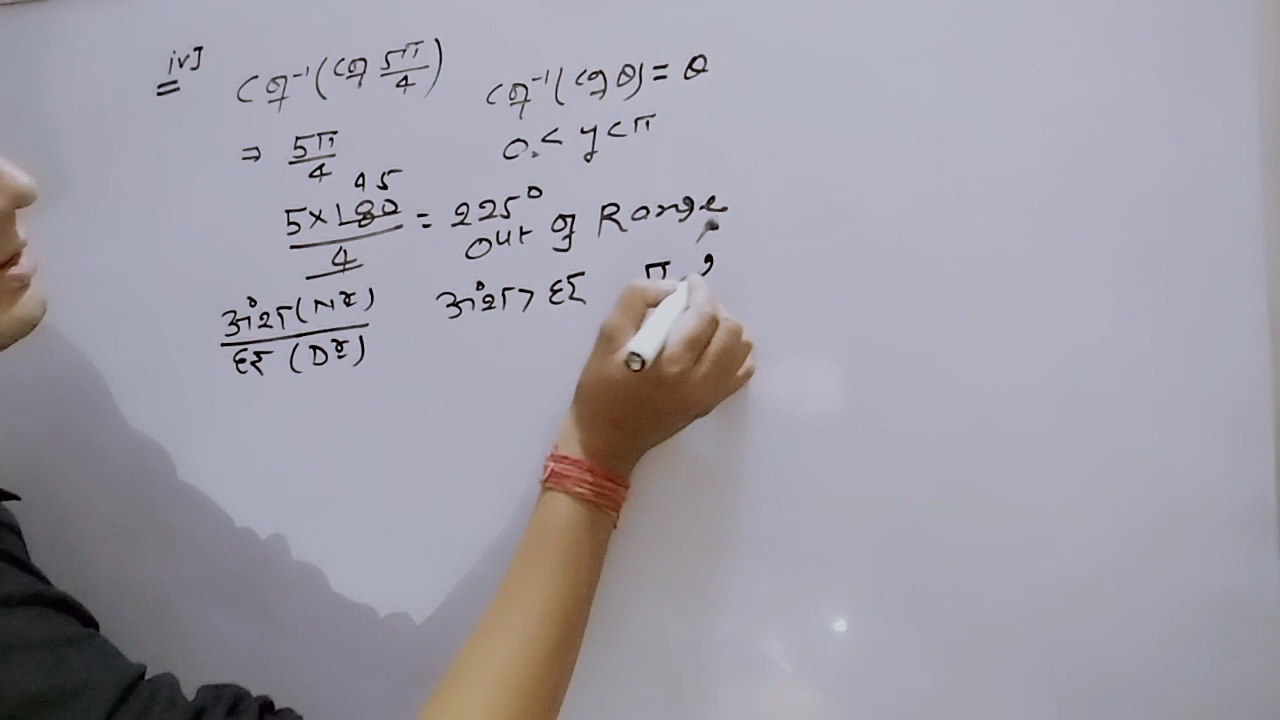 iv]
cot⁻¹(cot 5π/4)
cot⁻¹(cot θ) = θ
⇒ 5π/4
0 < y < π
45
5×180/4 = 225°
out of Range
अंश(Nr)
हर (Dr)
अंश > हर
π